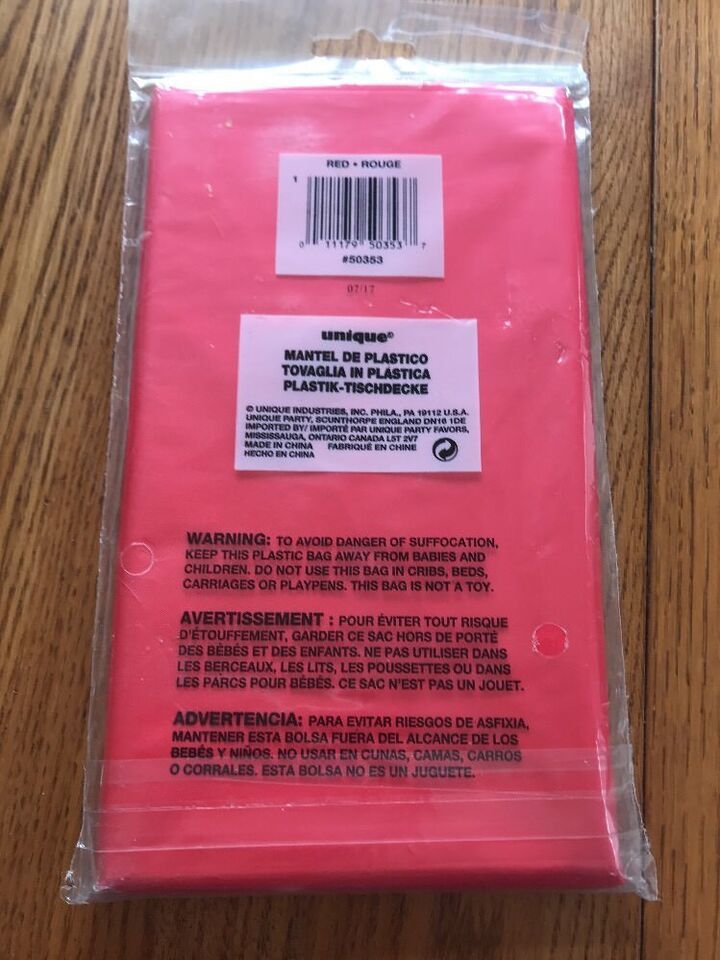 RED • ROUGE
1
0 11179 50353 7
#50353
07/17
unique®
MANTEL DE PLASTICO
TOVAGLIA IN PLASTICA
PLASTIK-TISCHDECKE
© UNIQUE INDUSTRIES, INC. PHILA., PA 19112 U.S.A.
UNIQUE PARTY, SCUNTHORPE ENGLAND DN16 1DE
IMPORTED BY/ IMPORTÉ PAR UNIQUE PARTY FAVORS,
MISSISSAUGA, ONTARIO CANADA L5T 2V7
MADE IN CHINA FABRIQUÉ EN CHINE
HECHO EN CHINA
WARNING: TO AVOID DANGER OF SUFFOCATION,
KEEP THIS PLASTIC BAG AWAY FROM BABIES AND
CHILDREN. DO NOT USE THIS BAG IN CRIBS, BEDS,
CARRIAGES OR PLAYPENS. THIS BAG IS NOT A TOY.
AVERTISSEMENT : POUR ÉVITER TOUT RISQUE
D'ÉTOUFFEMENT, GARDER CE SAC HORS DE PORTÉ
DES BÉBÉS ET DES ENFANTS. NE PAS UTILISER DANS
LES BERCEAUX, LES LITS, LES POUSSETTES OU DANS
LES PARCS POUR BÉBÉS. CE SAC N'EST PAS UN JOUET.
ADVERTENCIA: PARA EVITAR RIESGOS DE ASFIXIA,
MANTENER ESTA BOLSA FUERA DEL ALCANCE DE LOS
BEBÉS Y NIÑOS. NO USAR EN CUNAS, CAMAS, CARROS
O CORRALES. ESTA BOLSA NO ES UN JUGUETE.